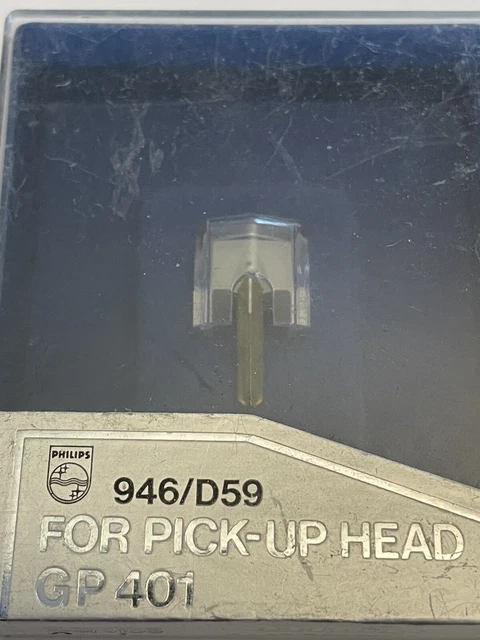 PHILIPS
946/D59
FOR PICK-UP HEAD
GP 401